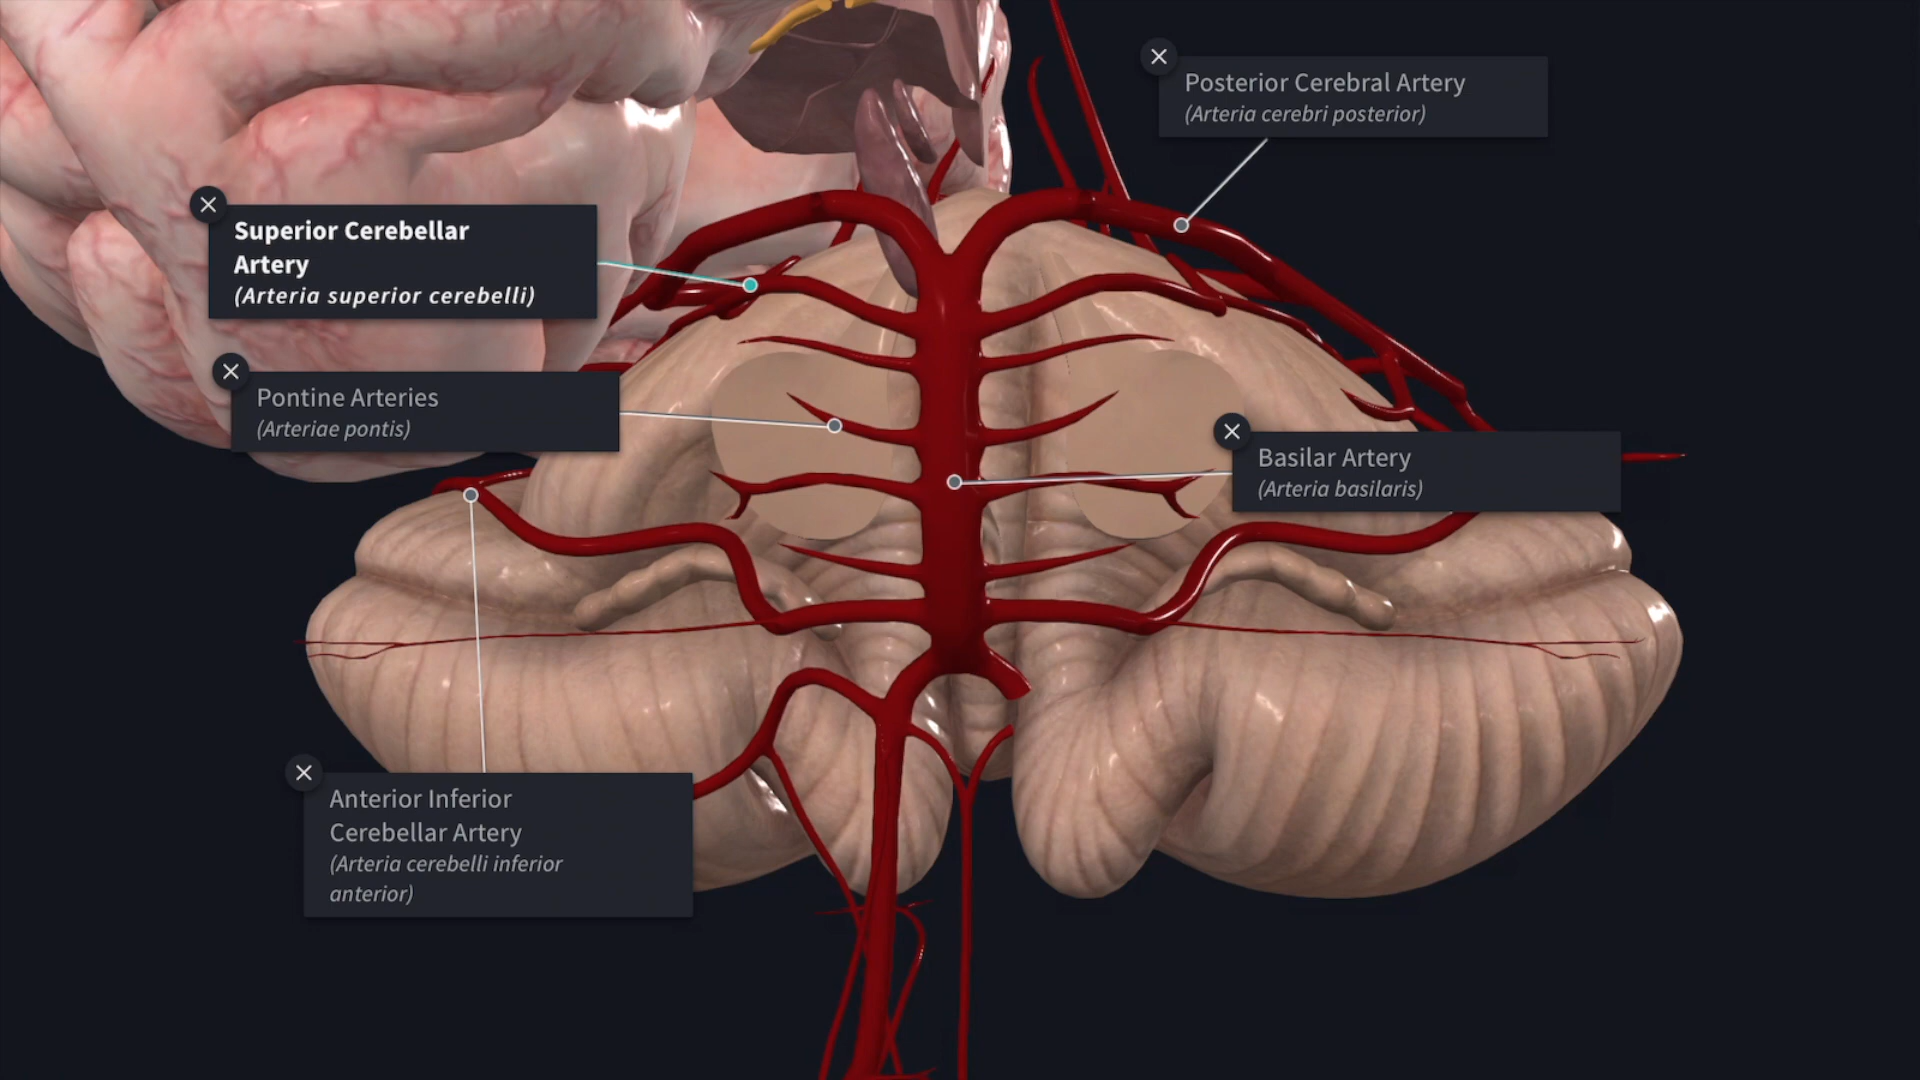 Posterior Cerebral Artery
(Arteria cerebri posterior)
Superior Cerebellar
Artery
(Arteria superior cerebelli)
Pontine Arteries
(Arteriae pontis)
Basilar Artery
(Arteria basilaris)
Anterior Inferior
Cerebellar Artery
(Arteria cerebelli inferior
anterior)